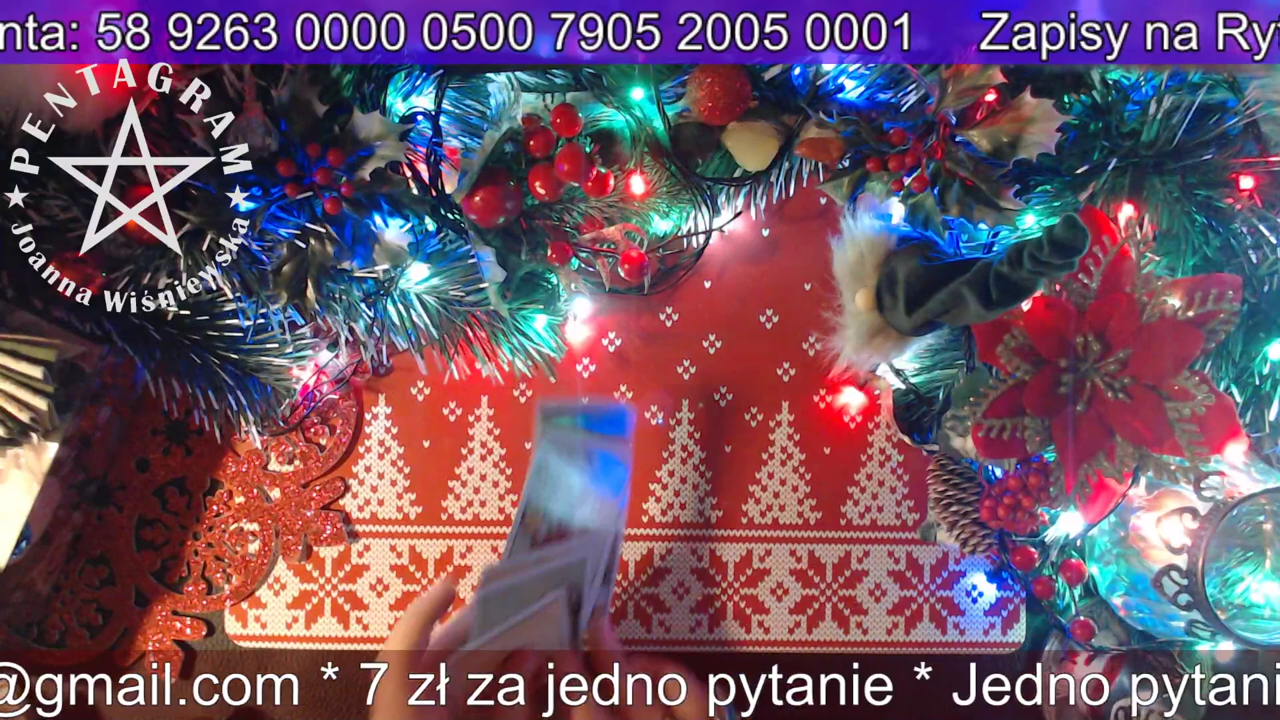 nta: 58 9263 0000 0500 7905 2005 0001 Zapisy na Ry
PENTAGRAM
Joanna Wiśniewska
@gmail.com * 7 zł za jedno pytanie * Jedno pytani